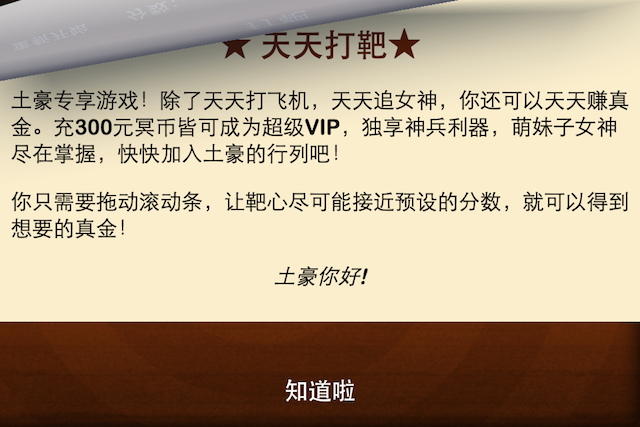 ★ 天天打靶★
土豪专享游戏！除了天天打飞机，天天追女神，你还可以天天赚真
金。充300元冥币皆可成为超级VIP，独享神兵利器，萌妹子女神
尽在掌握，快快加入土豪的行列吧！
你只需要拖动滚动条，让靶心尽可能接近预设的分数，就可以得到
想要的真金！
土豪你好!
知道啦